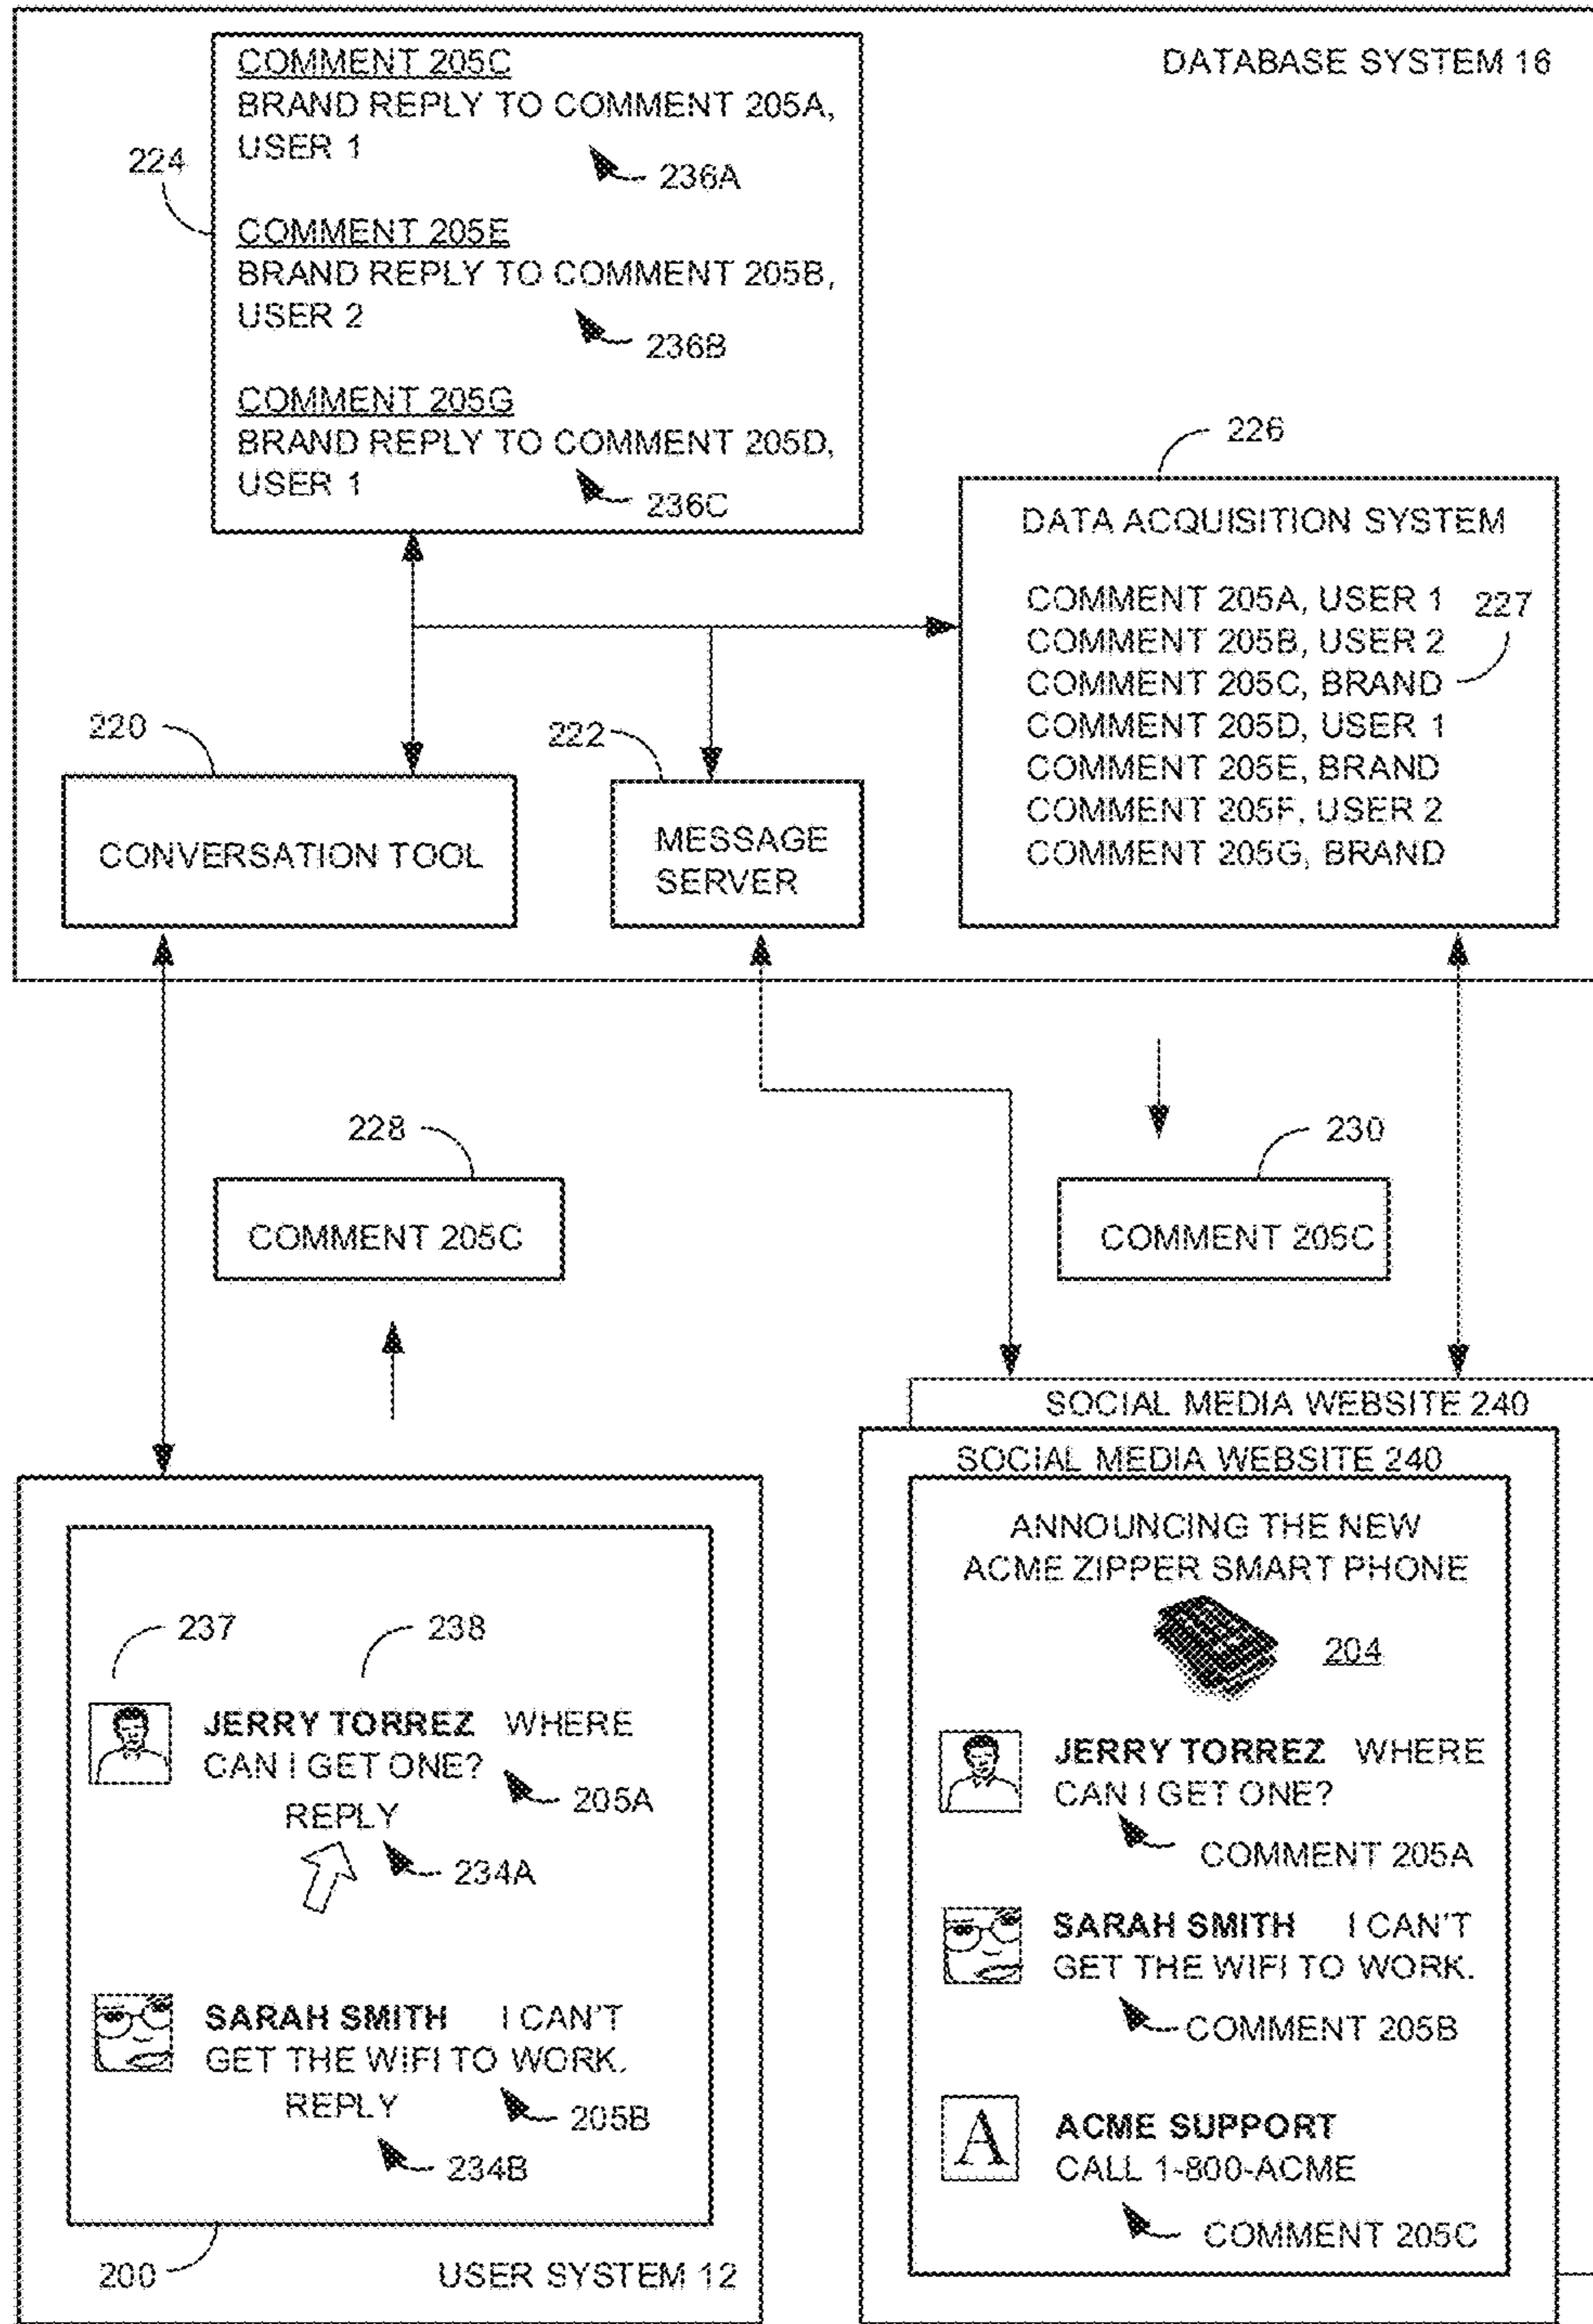 DATABASE SYSTEM 16
COMMENT 205C
BRAND REPLY TO COMMENT 205A,
USER 1
236A
224
COMMENT 205E
BRAND REPLY TO COMMENT 205B,
USER 2
236B
COMMENT 205G
BRAND REPLY TO COMMENT 205D,
USER 1
236C
226
DATA ACQUISITION SYSTEM
COMMENT 205A, USER 1
227
COMMENT 205B, USER 2
COMMENT 205C, BRAND
COMMENT 205D, USER 1
COMMENT 205E, BRAND
COMMENT 205F, USER 2
COMMENT 205G, BRAND
220
CONVERSATION TOOL
222
MESSAGE
SERVER
228
COMMENT 205C
230
COMMENT 205C
SOCIAL MEDIA WEBSITE 240
SOCIAL MEDIA WEBSITE 240
ANNOUNCING THE NEW
ACME ZIPPER SMART PHONE
204
JERRY TORREZ WHERE
CAN I GET ONE?
COMMENT 205A
SARAH SMITH I CAN'T
GET THE WIFI TO WORK.
COMMENT 205B
A
ACME SUPPORT
CALL 1-800-ACME
COMMENT 205C
237
238
JERRY TORREZ WHERE
CAN I GET ONE?
205A
REPLY
234A
SARAH SMITH I CAN'T
GET THE WIFI TO WORK.
REPLY
205B
234B
200
USER SYSTEM 12